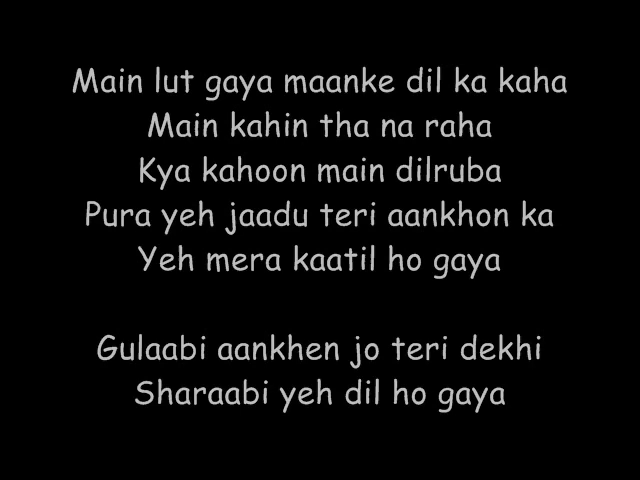 Main lut gaya maanke dil ka kaha
Main kahin tha na raha
Kya kahoon main dilruba
Pura yeh jaadu teri aankhon ka
Yeh mera kaatil ho gaya
Gulaabi aankhen jo teri dekhi
Sharaabi yeh dil ho gaya